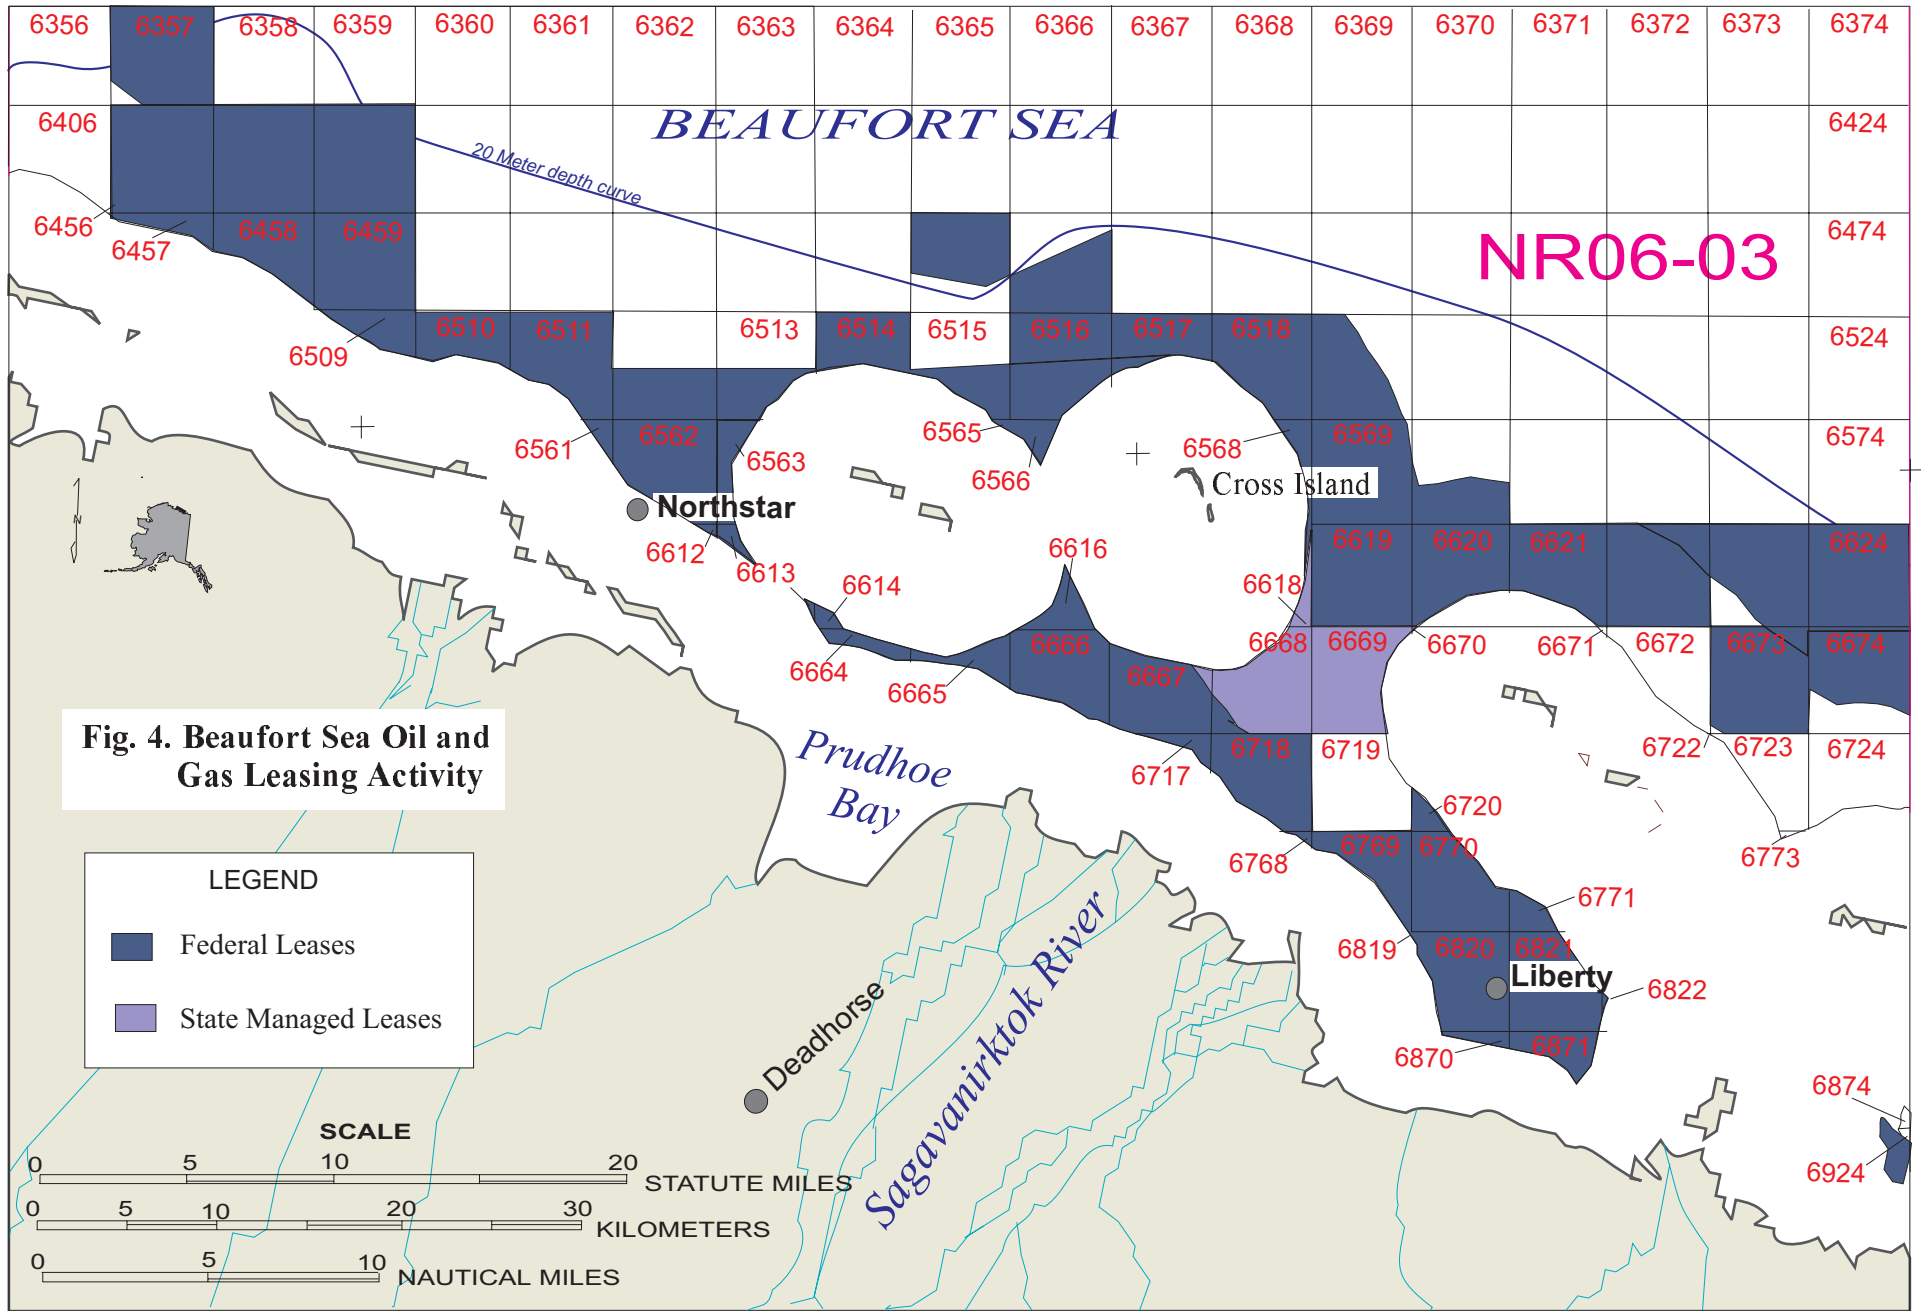 6356 6357 6358 6359 6360 6361 6362 6363 6364 6365 6366 6367 6368 6369 6370 6371 6372 6373 6374
6406 BEAUFORT SEA 6424
20 Meter depth curve
6456 6457 6458 6459 6474
NR06-03
6509 6510 6511 6513 6514 6515 6516 6517 6518 6524
6561 6562 6563 6565 6566 6568 6569 6574
Cross Island
Northstar
N
6612 6613 6614 6616 6618 6619 6620 6621 6624
6664 6665 6666 6667 6668 6669 6670 6671 6672 6673 6674
Fig. 4. Beaufort Sea Oil and
Gas Leasing Activity
Prudhoe
Bay
6717 6718 6719 6720 6722 6723 6724
6768 6769 6770 6771 6773
LEGEND
Federal Leases
State Managed Leases
6819 6820 6821 6822
Liberty
Deadhorse
Sagavanirktok River
6870 6871 6874
6924
SCALE
0 5 10 20
STATUTE MILES
0 5 10 20 30
KILOMETERS
0 5 10
NAUTICAL MILES